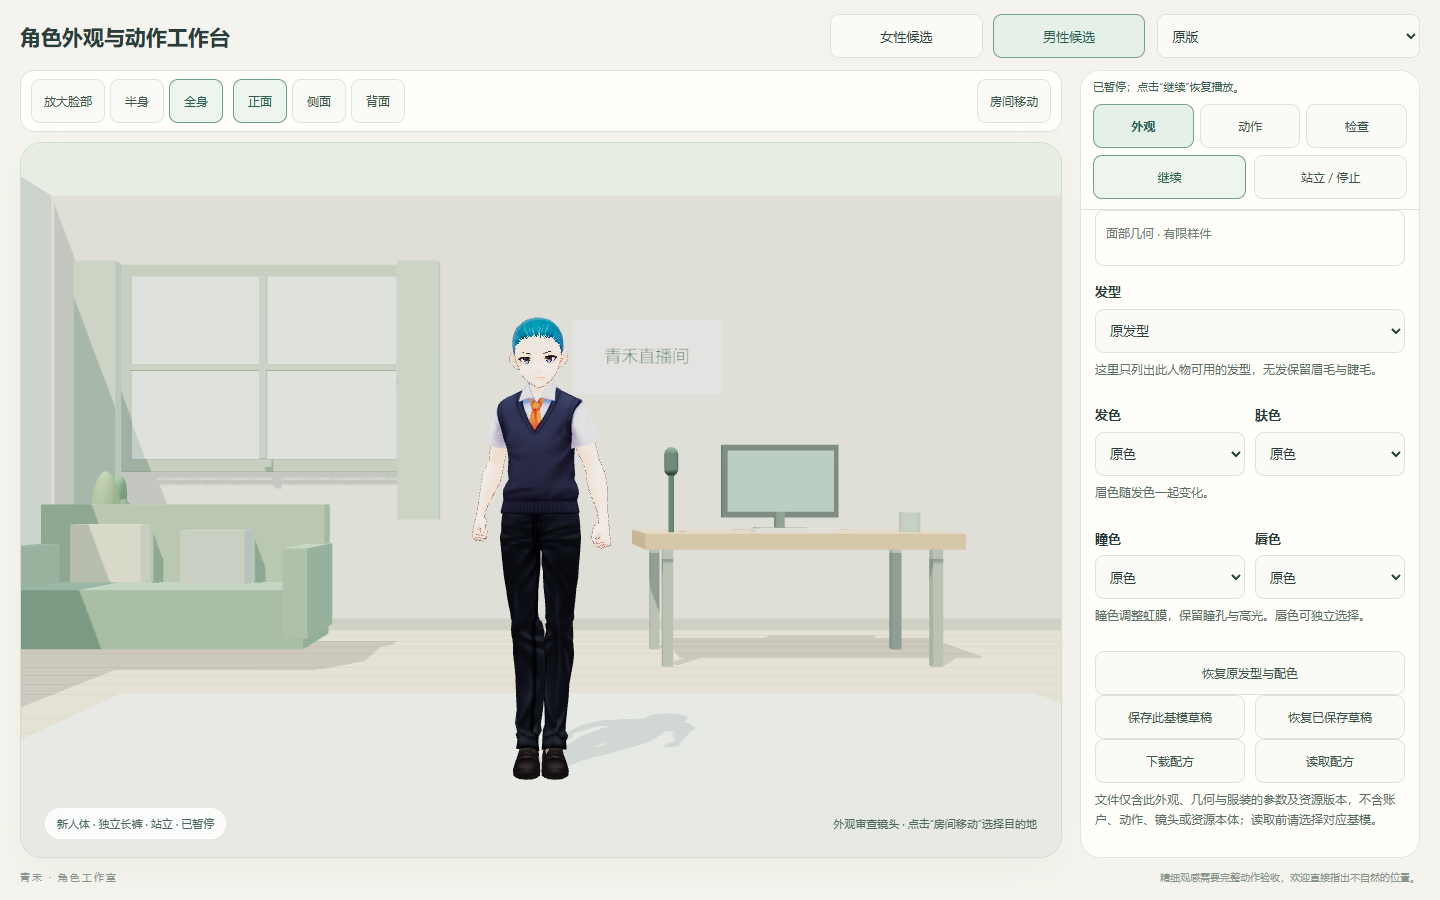 角色外观与动作工作台
女性候选
男性候选
原版
放大脸部
半身
全身
正面
侧面
背面
房间移动
青禾直播间
新人体 · 独立长裤 · 站立 · 已暂停
外观审查镜头 · 点击“房间移动”选择目的地
已暂停；点击“继续”恢复播放。
外观
动作
检查
继续
站立 / 停止
面部几何 · 有限样件
发型
原发型
这里只列出此人物可用的发型，无发保留眉毛与睫毛。
发色
肤色
原色
原色
眉色随发色一起变化。
瞳色
唇色
原色
原色
瞳色调整虹膜，保留瞳孔与高光。唇色可独立选择。
恢复原发型与配色
保存此基模草稿
恢复已保存草稿
下载配方
读取配方
文件仅含此外观、几何与服装的参数及资源版本，不含账
户、动作、镜头或资源本体；读取前请选择对应基模。
青禾 · 角色工作室
精细观感需要完整动作验收，欢迎直接指出不自然的位置。